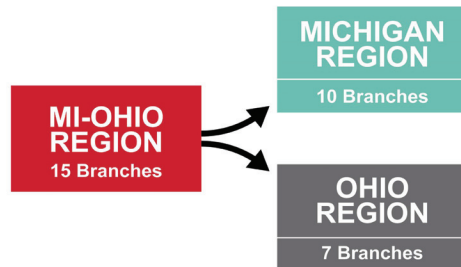 MI-OHIO
REGION
15 Branches
MICHIGAN
REGION
10 Branches
OHIO
REGION
7 Branches